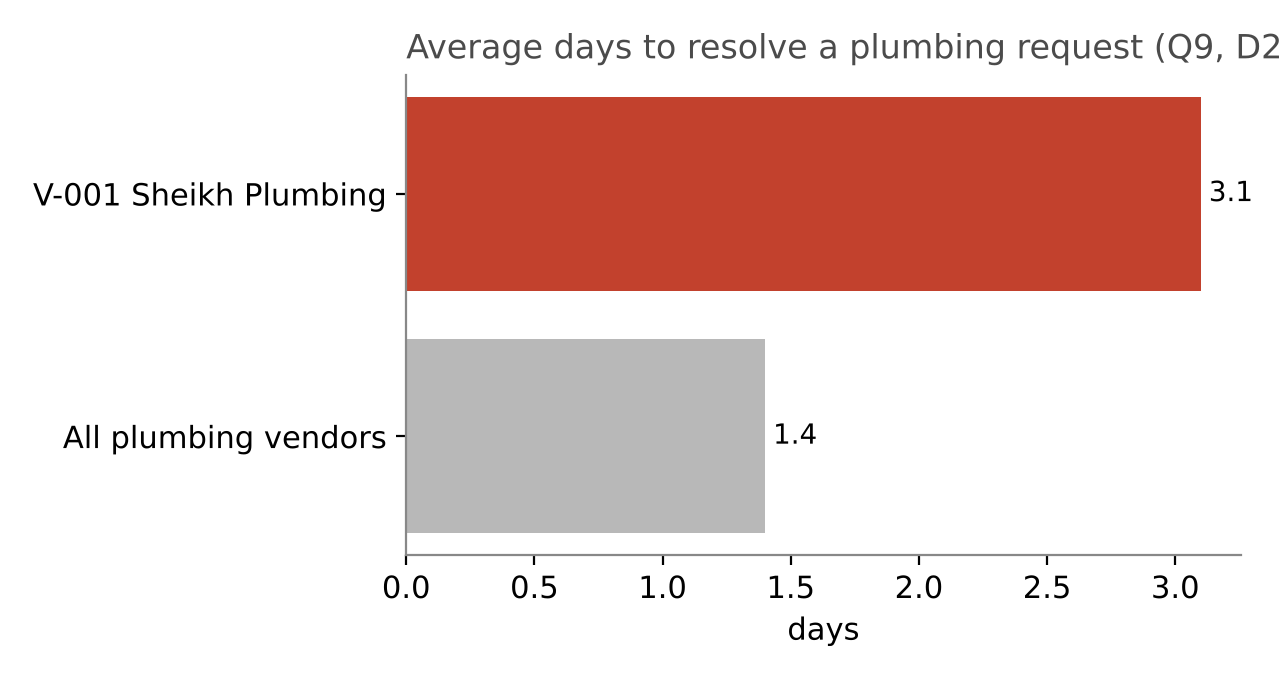 Average days to resolve a plumbing request (Q9, D2
V-001 Sheikh Plumbing
3.1
All plumbing vendors
1.4
0.0 0.5 1.0 1.5 2.0 2.5 3.0
days